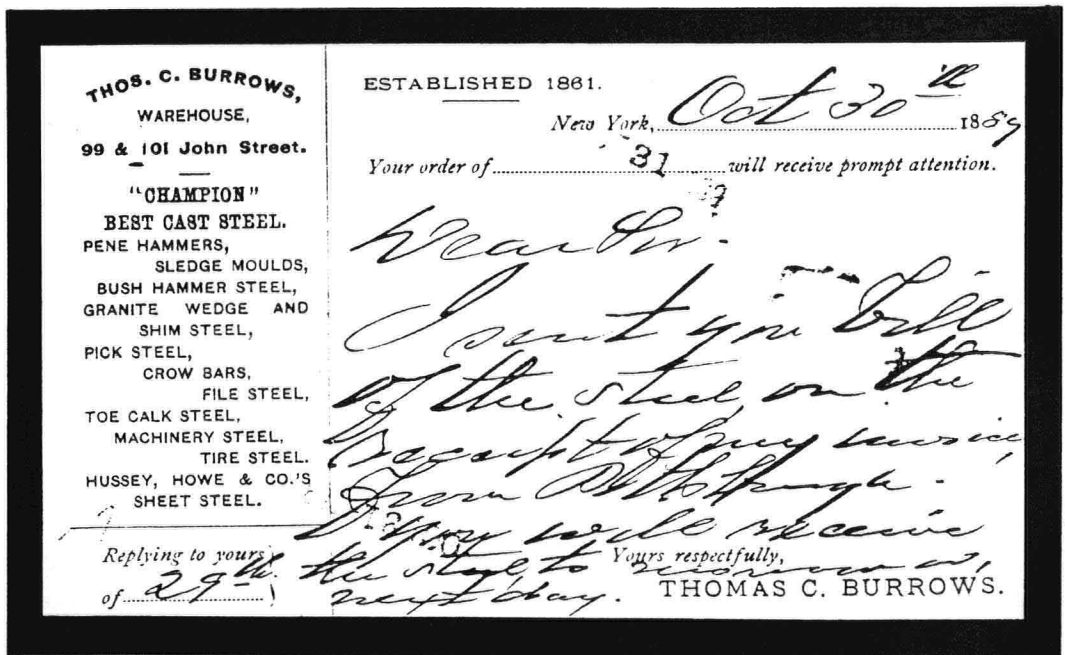 THOS. C. BURROWS,
WAREHOUSE,
99 & 101 John Street.
"CHAMPION"
BEST CAST STEEL.
PENE HAMMERS,
SLEDGE MOULDS,
BUSH HAMMER STEEL,
GRANITE WEDGE AND
SHIM STEEL,
PICK STEEL,
CROW BARS,
FILE STEEL,
TOE CALK STEEL,
MACHINERY STEEL,
TIRE STEEL.
HUSSEY, HOWE & CO.'S
SHEET STEEL.
Replying to yours
of 29th
ESTABLISHED 1861.
New York, Oct 30th 1889
Your order of 31 will receive prompt attention.
Dear Sir.
I sent you Bill
of the steel on the
Receipt of my invoice
From Pittsburgh.
you will receive
the steel to morrow or
next day.
Yours respectfully,
THOMAS C. BURROWS.